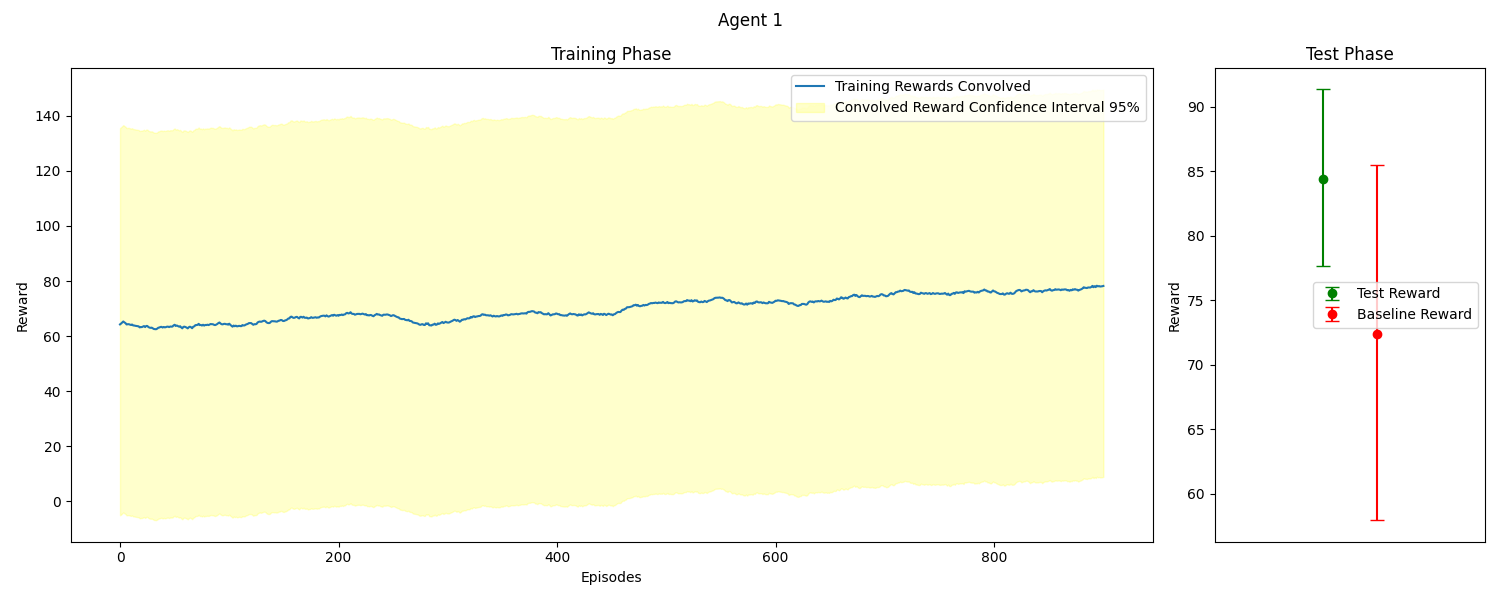 Agent 1
Training Phase
Training Rewards Convolved
Convolved Reward Confidence Interval 95%
140
120
100
80
60
40
20
0
Reward
0 200 400 600 800
Episodes
Test Phase
90
85
80
75
70
65
60
Reward
Test Reward
Baseline Reward